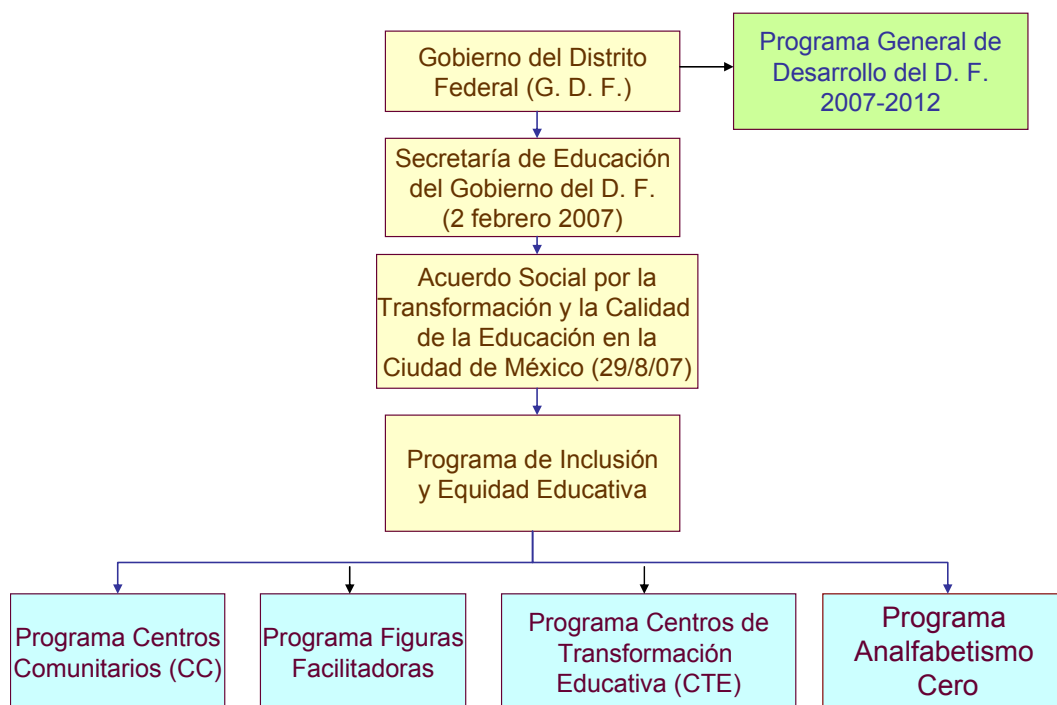 Gobierno del Distrito
Federal (G. D. F.)
Programa General de
Desarrollo del D. F.
2007-2012
Secretaría de Educación
del Gobierno del D. F.
(2 febrero 2007)
Acuerdo Social por la
Transformación y la Calidad
de la Educación en la
Ciudad de México (29/8/07)
Programa de Inclusión
y Equidad Educativa
Programa Centros
Comunitarios (CC)
Programa Figuras
Facilitadoras
Programa Centros de
Transformación
Educativa (CTE)
Programa
Analfabetismo
Cero